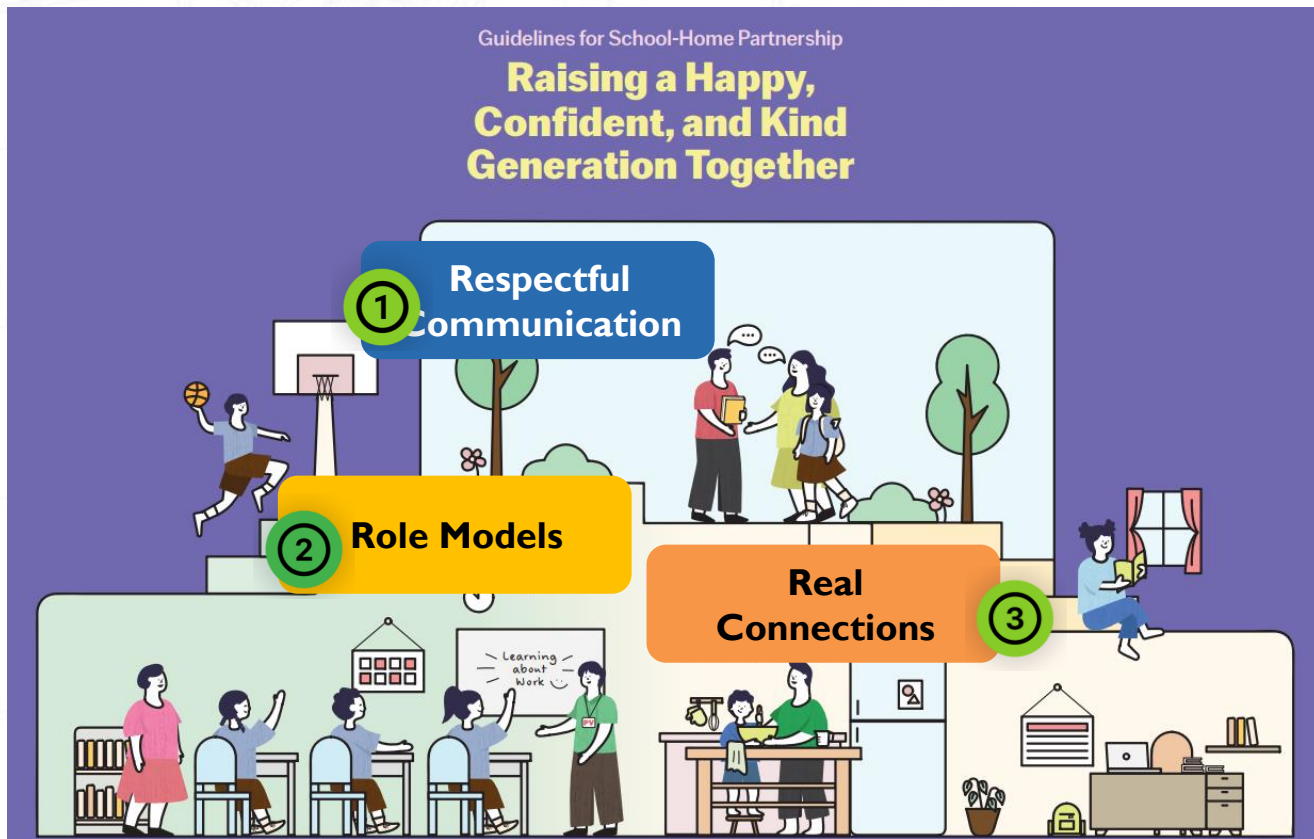 Guidelines for School-Home Partnership
Raising a Happy,
Confident, and Kind
Generation Together
1
Respectful
Communication
2
Role Models
Real
Connections
3
Learning
about
Work
PV